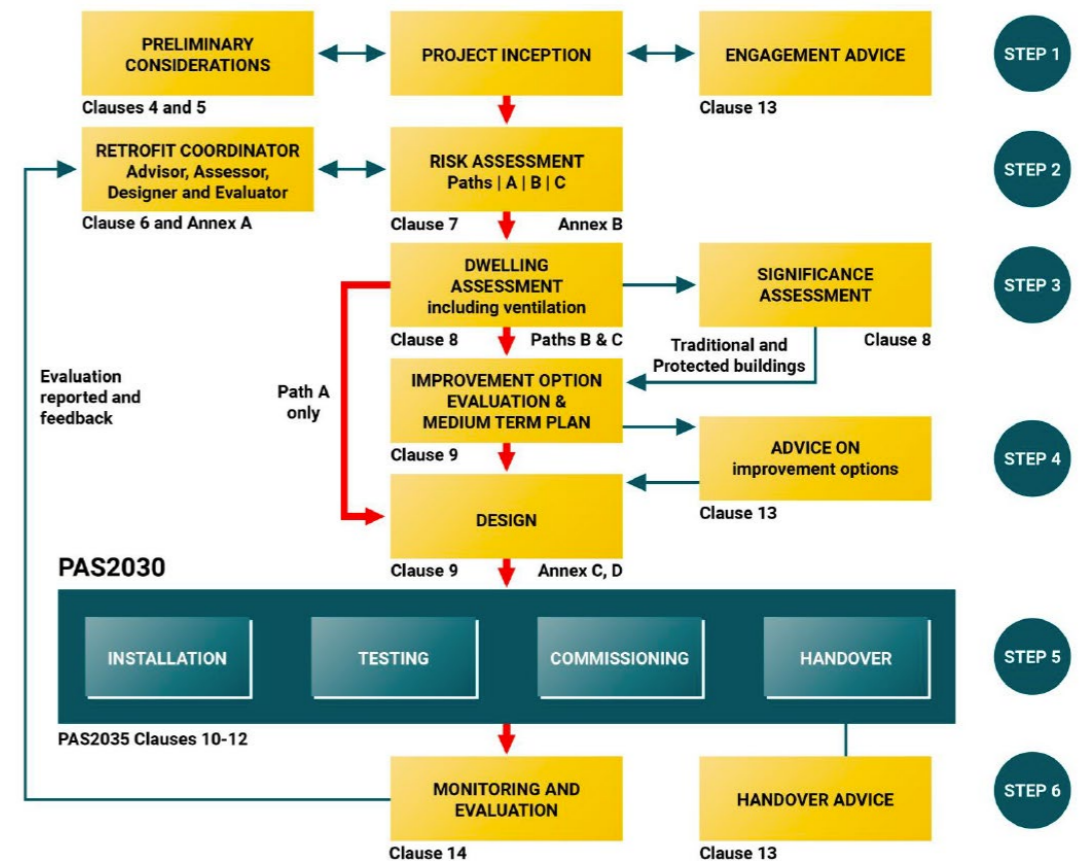 PRELIMINARY
CONSIDERATIONS
PROJECT INCEPTION
ENGAGEMENT ADVICE
STEP 1
Clauses 4 and 5
Clause 13
RETROFIT COORDINATOR
Advisor, Assessor,
Designer and Evaluator
RISK ASSESSMENT
Paths | A | B | C
STEP 2
Clause 6 and Annex A
Clause 7
Annex B
DWELLING
ASSESSMENT
including ventilation
SIGNIFICANCE
ASSESSMENT
STEP 3
Clause 8
Paths B & C
Traditional and
Protected buildings
Clause 8
Evaluation
reported and
feedback
Path A
only
IMPROVEMENT OPTION
EVALUATION &
MEDIUM TERM PLAN
Clause 9
ADVICE ON
improvement options
STEP 4
Clause 13
DESIGN
Clause 9
Annex C, D
PAS2030
INSTALLATION
TESTING
COMMISSIONING
HANDOVER
STEP 5
PAS2035 Clauses 10-12
MONITORING AND
EVALUATION
HANDOVER ADVICE
STEP 6
Clause 14
Clause 13